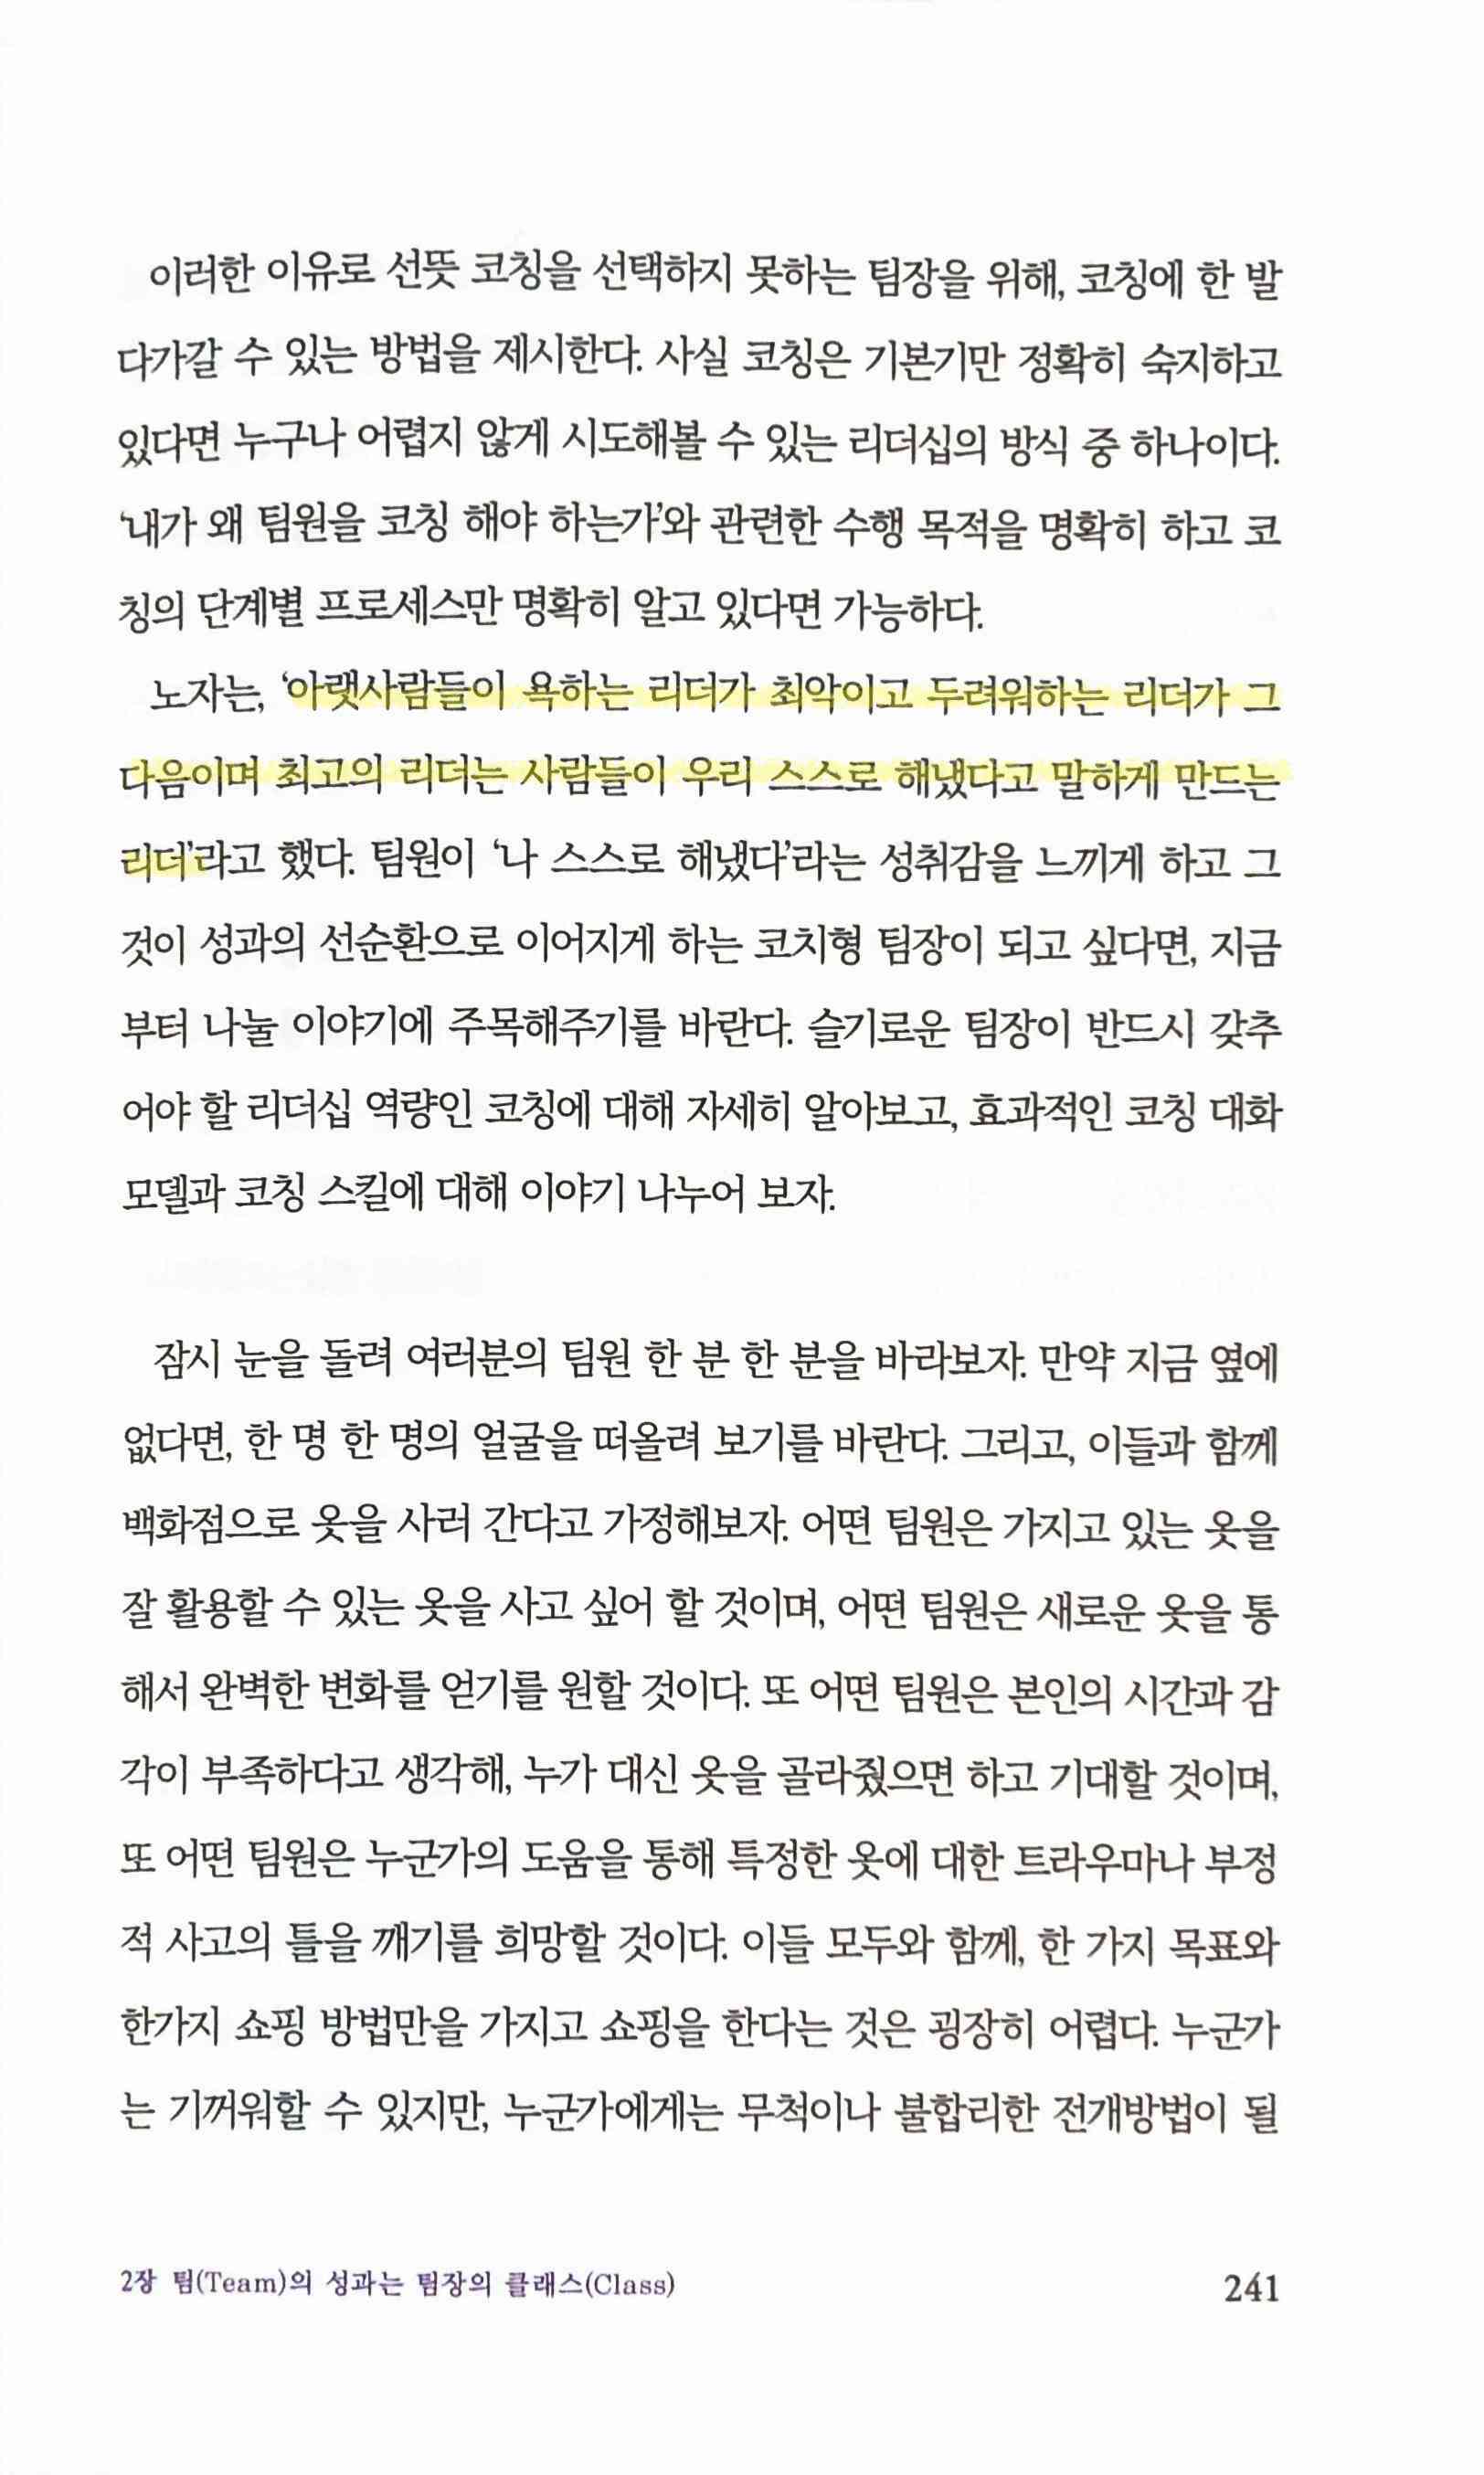 이러한 이유로 선뜻 코칭을 선택하지 못하는 팀장을 위해, 코칭에 한 발
다가갈 수 있는 방법을 제시한다. 사실 코칭은 기본기만 정확히 숙지하고
있다면 누구나 어렵지 않게 시도해볼 수 있는 리더십의 방식 중 하나이다.
‘내가 왜 팀원을 코칭 해야 하는가’와 관련한 수행 목적을 명확히 하고 코
칭의 단계별 프로세스만 명확히 알고 있다면 가능하다.
노자는, ‘아랫사람들이 욕하는 리더가 최악이고 두려워하는 리더가 그
다음이며 최고의 리더는 사람들이 우리 스스로 해냈다고 말하게 만드는
리더’라고 했다. 팀원이 ‘나 스스로 해냈다’라는 성취감을 느끼게 하고 그
것이 성과의 선순환으로 이어지게 하는 코치형 팀장이 되고 싶다면, 지금
부터 나눌 이야기에 주목해주기를 바란다. 슬기로운 팀장이 반드시 갖추
어야 할 리더십 역량인 코칭에 대해 자세히 알아보고, 효과적인 코칭 대화
모델과 코칭 스킬에 대해 이야기 나누어 보자.
잠시 눈을 돌려 여러분의 팀원 한 분 한 분을 바라보자. 만약 지금 옆에
없다면, 한 명 한 명의 얼굴을 떠올려 보기를 바란다. 그리고, 이들과 함께
백화점으로 옷을 사러 간다고 가정해보자. 어떤 팀원은 가지고 있는 옷을
잘 활용할 수 있는 옷을 사고 싶어 할 것이며, 어떤 팀원은 새로운 옷을 통
해서 완벽한 변화를 얻기를 원할 것이다. 또 어떤 팀원은 본인의 시간과 감
각이 부족하다고 생각해, 누가 대신 옷을 골라줬으면 하고 기대할 것이며,
또 어떤 팀원은 누군가의 도움을 통해 특정한 옷에 대한 트라우마나 부정
적 사고의 틀을 깨기를 희망할 것이다. 이들 모두와 함께, 한 가지 목표와
한가지 쇼핑 방법만을 가지고 쇼핑을 한다는 것은 굉장히 어렵다. 누군가
는 기꺼워할 수 있지만, 누군가에게는 무척이나 불합리한 전개방법이 될
2장 팀(Team)의 성과는 팀장의 클래스(Class) 241